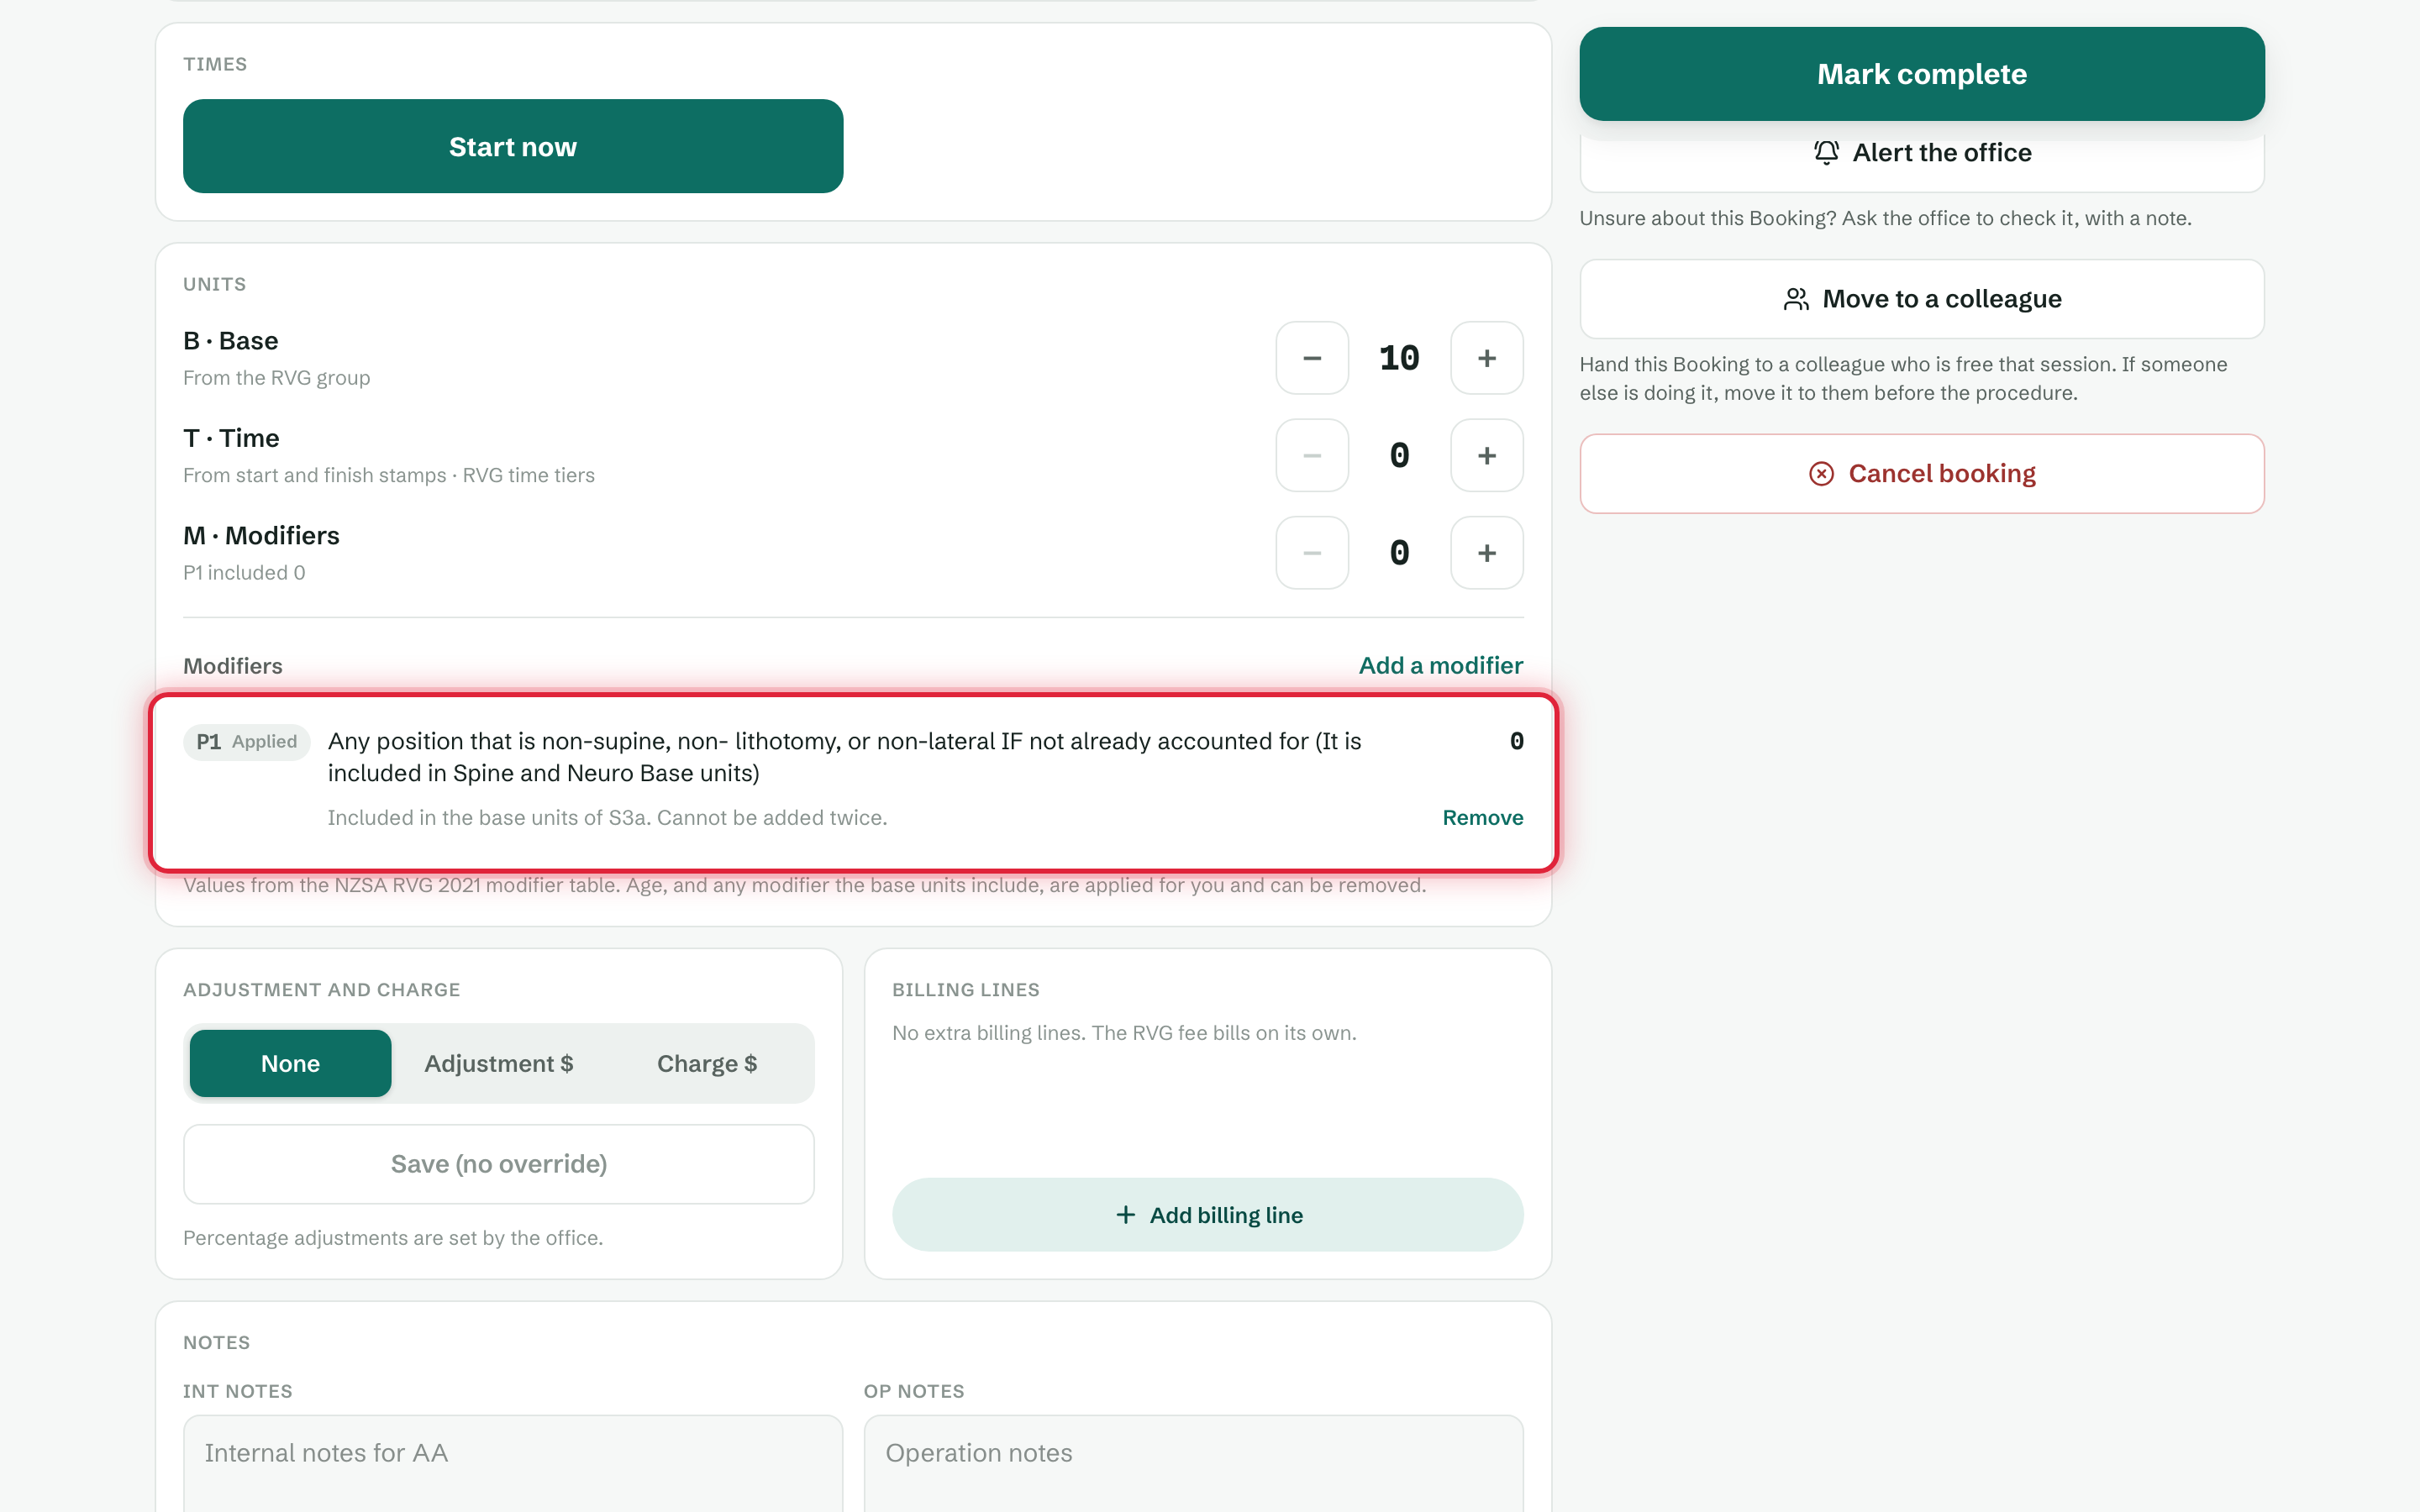 TIMES
Start now
UNITS
B · Base
From the RVG group
− 10 +
T · Time
From start and finish stamps · RVG time tiers
− 0 +
M · Modifiers
P1 included 0
− 0 +
Modifiers
Add a modifier
P1 Applied
Any position that is non-supine, non- lithotomy, or non-lateral IF not already accounted for (It is
included in Spine and Neuro Base units)
0
Included in the base units of S3a. Cannot be added twice.
Remove
Values from the NZSA RVG 2021 modifier table. Age, and any modifier the base units include, are applied for you and can be removed.
ADJUSTMENT AND CHARGE
None
Adjustment $
Charge $
Save (no override)
Percentage adjustments are set by the office.
BILLING LINES
No extra billing lines. The RVG fee bills on its own.
+ Add billing line
NOTES
INT NOTES
Internal notes for AA
OP NOTES
Operation notes
Mark complete
Alert the office
Unsure about this Booking? Ask the office to check it, with a note.
Move to a colleague
Hand this Booking to a colleague who is free that session. If someone
else is doing it, move it to them before the procedure.
Cancel booking